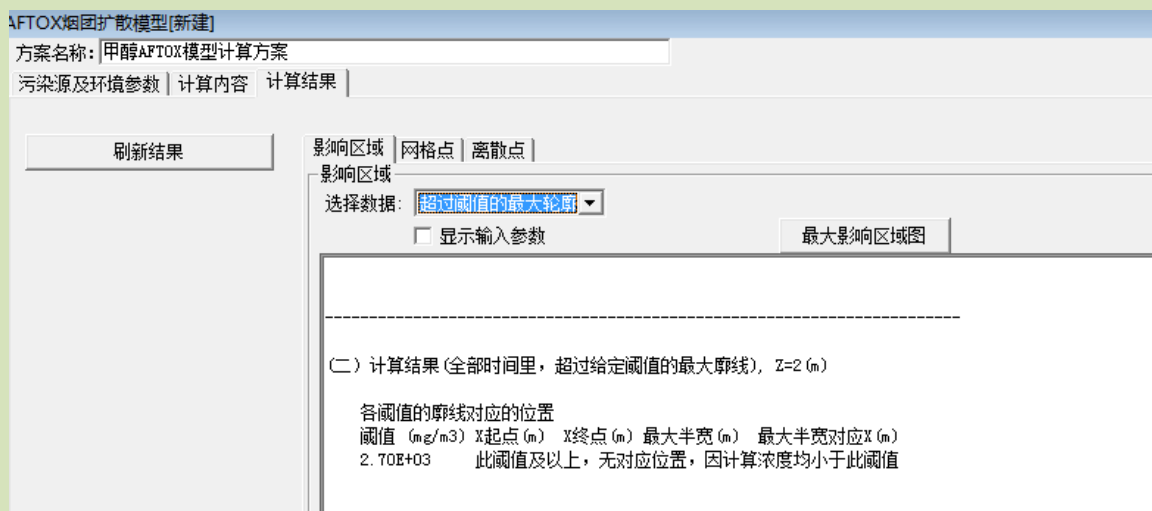 AFTOX烟团扩散模型[新建]
方案名称: 甲醇AFTOX模型计算方案
污染源及环境参数 计算内容 计算结果
刷新结果
影响区域 网格点 离散点
影响区域
选择数据: 超过阈值的最大轮廓
显示输入参数 最大影响区域图
(二) 计算结果(全部时间里，超过给定阈值的最大廓线), Z=2(m)
各阈值的廓线对应的位置
阈值 (mg/m3) X起点(m) X终点(m) 最大半宽(m) 最大半宽对应X(m)
2.70E+03 此阈值及以上，无对应位置，因计算浓度均小于此阈值